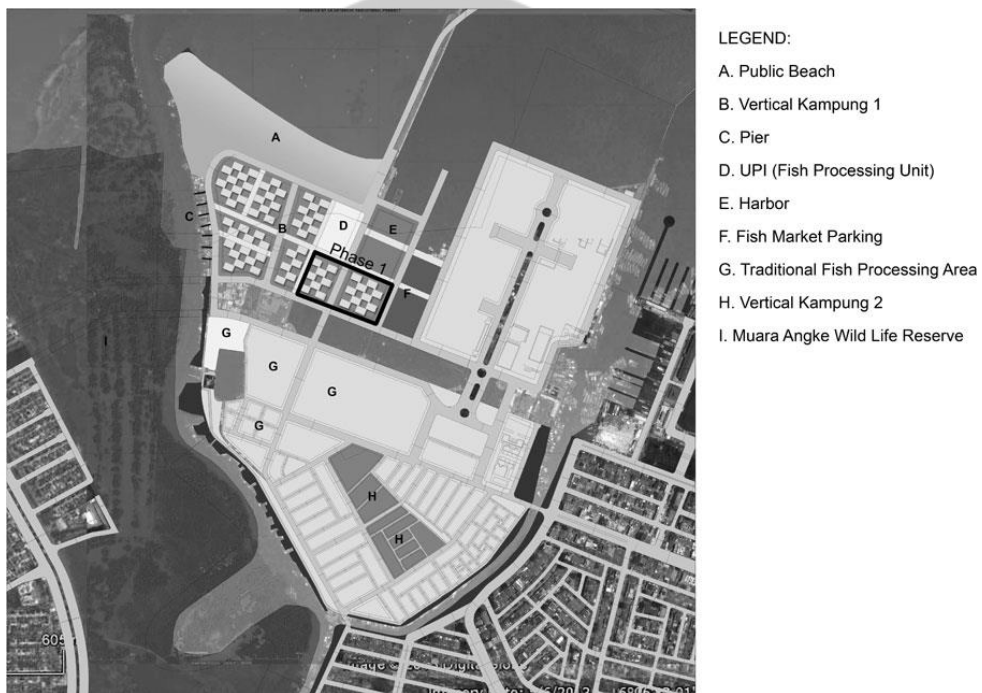 A
C
B
D
E
Phase 1
F
G
G
G
G
H
H
I
LEGEND:
A. Public Beach
B. Vertical Kampung 1
C. Pier
D. UPI (Fish Processing Unit)
E. Harbor
F. Fish Market Parking
G. Traditional Fish Processing Area
H. Vertical Kampung 2
I. Muara Angke Wild Life Reserve